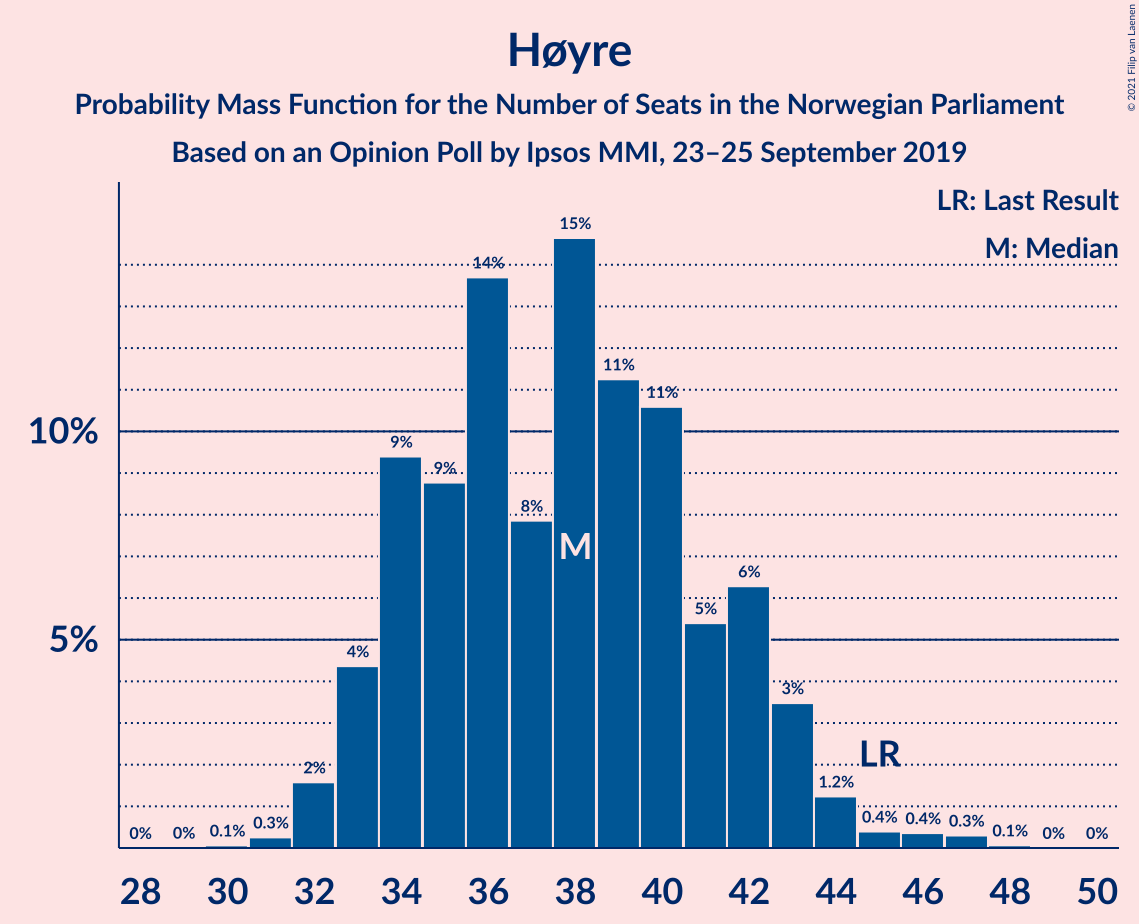 Høyre
Probability Mass Function for the Number of Seats in the Norwegian Parliament
Based on an Opinion Poll by Ipsos MMI, 23–25 September 2019
© 2021 Filip van Laenen
LR: Last Result
M: Median
10%
5%
0%
0%
0.1%
0.3%
2%
4%
9%
9%
14%
8%
15%
11%
11%
5%
6%
3%
1.2%
0.4%
0.4%
0.3%
0.1%
0%
0%
M
LR
28 30 32 34 36 38 40 42 44 46 48 50